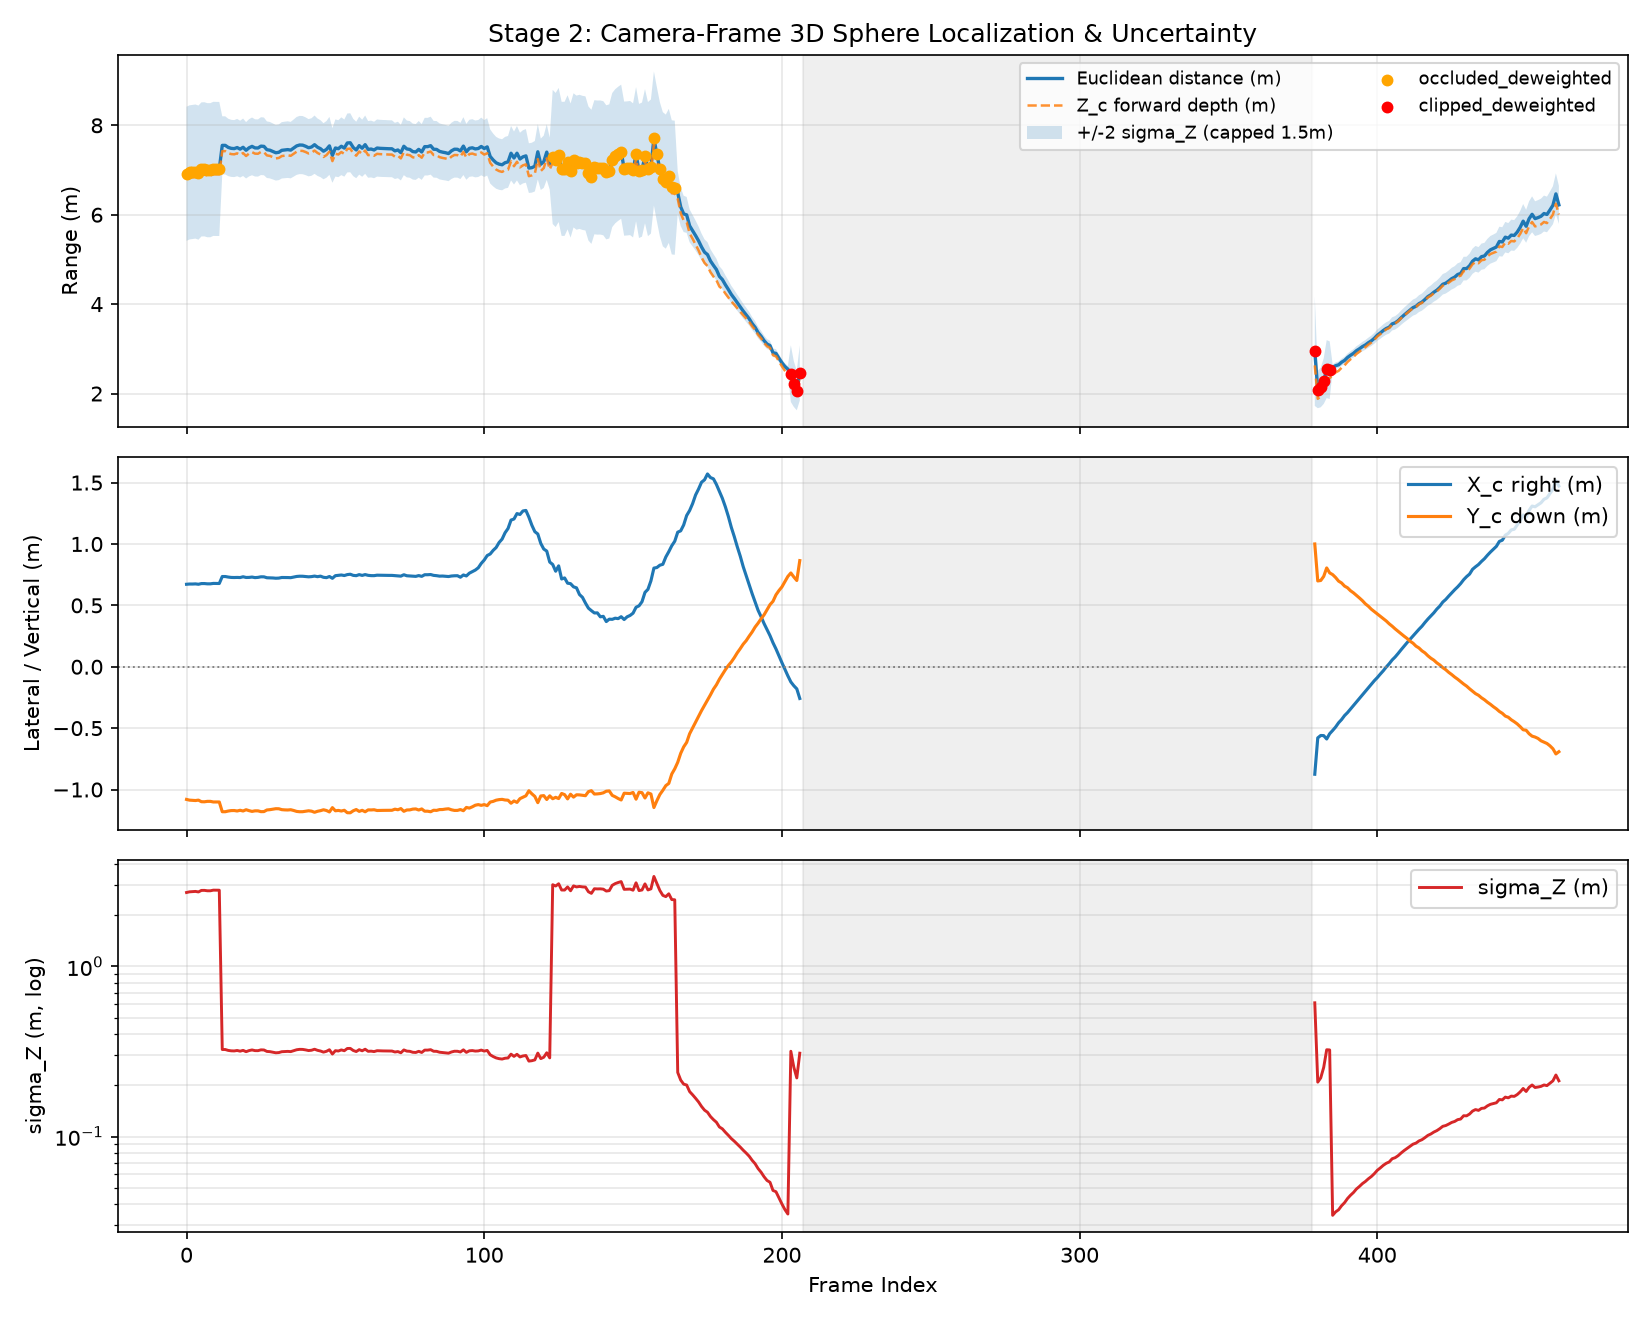 Stage 2: Camera-Frame 3D Sphere Localization & Uncertainty
Euclidean distance (m)
Z_c forward depth (m)
+/-2 sigma_Z (capped 1.5m)
occluded_deweighted
clipped_deweighted
Range (m)
8
6
4
2
X_c right (m)
Y_c down (m)
Lateral / Vertical (m)
1.5
1.0
0.5
0.0
−0.5
−1.0
sigma_Z (m)
sigma_Z (m, log)
10⁰
10⁻¹
0
100
200
300
400
Frame Index